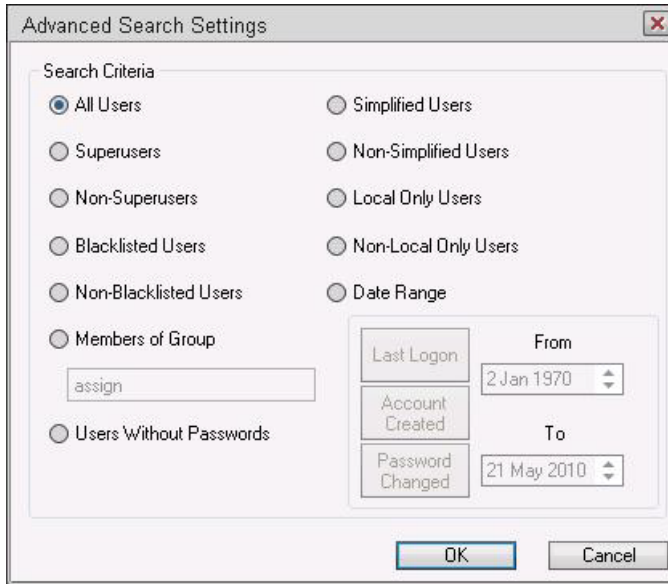 Advanced Search Settings
Search Criteria
All Users
Simplified Users
Superusers
Non-Simplified Users
Non-Superusers
Local Only Users
Blacklisted Users
Non-Local Only Users
Non-Blacklisted Users
Date Range
Members of Group
assign
Users Without Passwords
Last Logon
Account
Created
Password
Changed
From
2 Jan 1970
To
21 May 2010
OK
Cancel